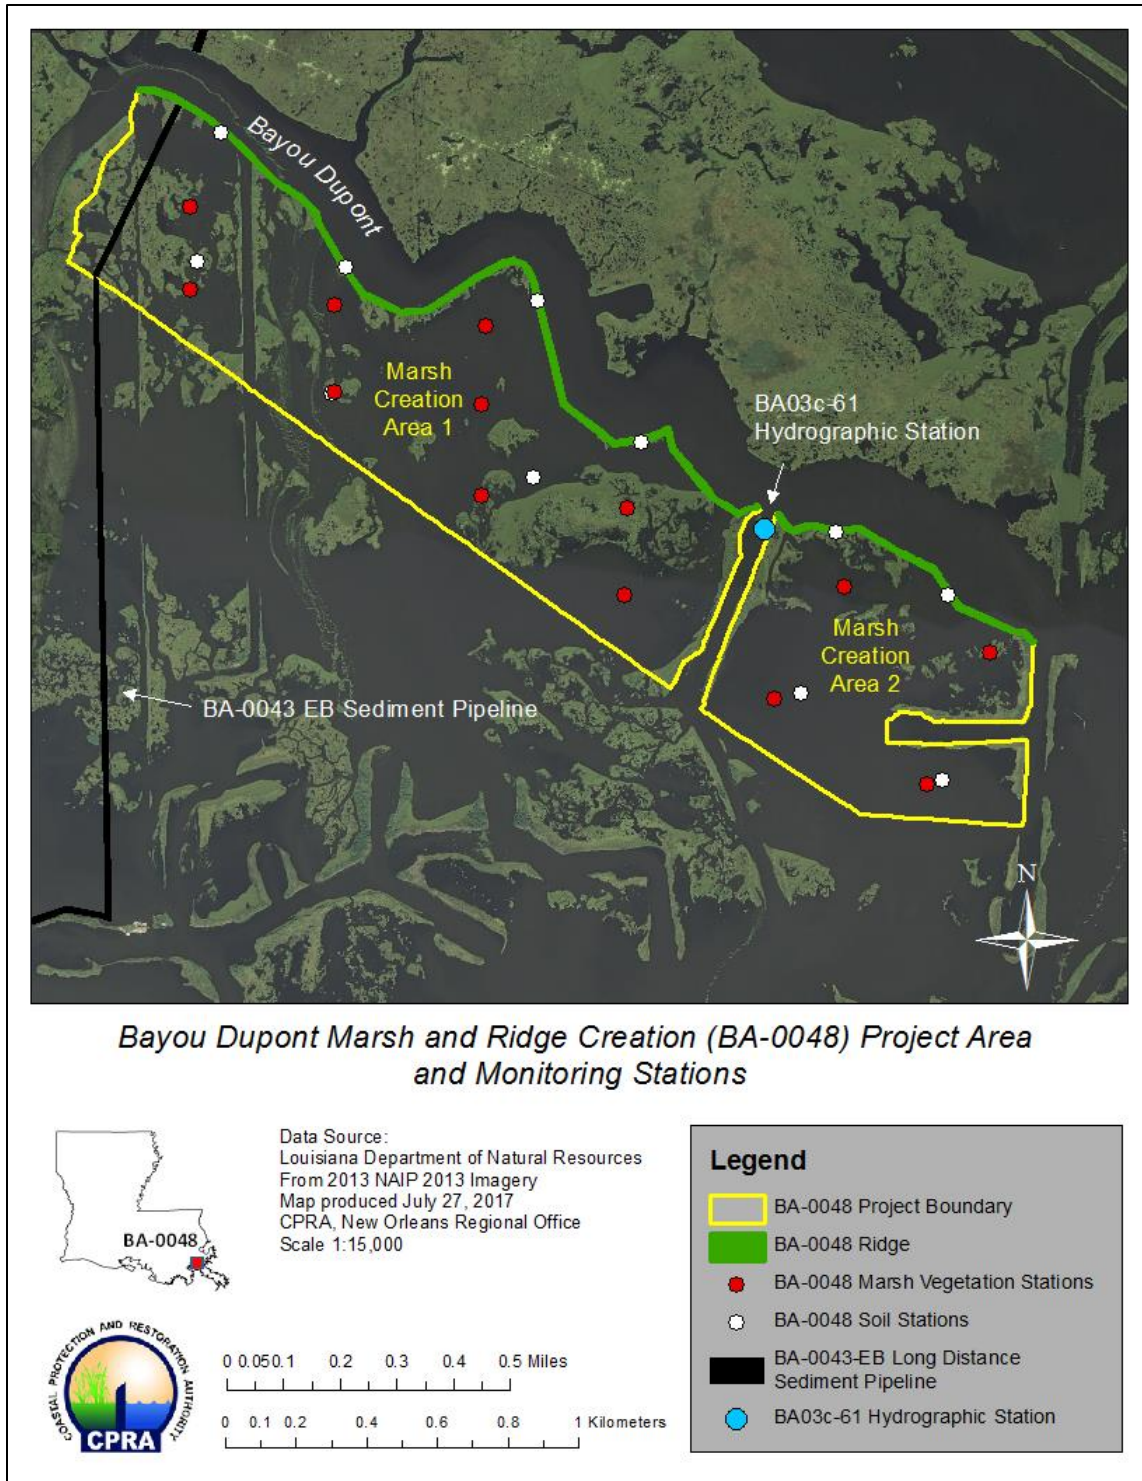 Bayou Dupont
Marsh
Creation
Area 1
BA03c-61
Hydrographic Station
Marsh
Creation
Area 2
BA-0043 EB Sediment Pipeline
N
Bayou Dupont Marsh and Ridge Creation (BA-0048) Project Area
and Monitoring Stations
BA-0048
Data Source:
Louisiana Department of Natural Resources
From 2013 NAIP 2013 Imagery
Map produced July 27, 2017
CPRA, New Orleans Regional Office
Scale 1:15,000
COASTAL PROTECTION AND RESTORATION AUTHORITY
CPRA
0 0.05 0.1 0.2 0.3 0.4 0.5 Miles
0 0.1 0.2 0.4 0.6 0.8 1 Kilometers
Legend
BA-0048 Project Boundary
BA-0048 Ridge
BA-0048 Marsh Vegetation Stations
BA-0048 Soil Stations
BA-0043-EB Long Distance
Sediment Pipeline
BA03c-61 Hydrographic Station